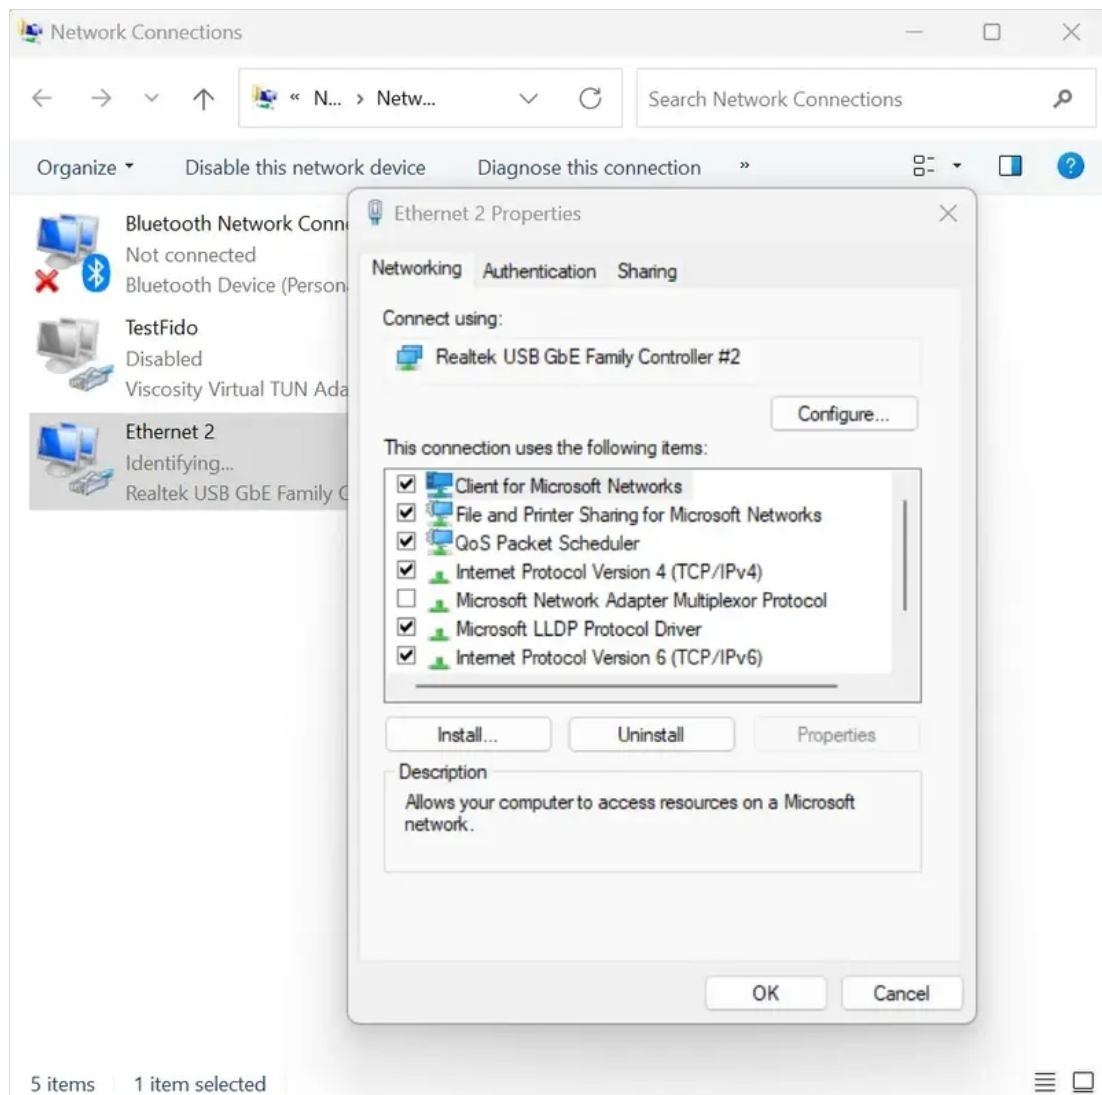 Network Connections
« N... › Netw...
Search Network Connections
Organize
Disable this network device
Diagnose this connection
»
?
Bluetooth Network Conn
Not connected
Bluetooth Device (Person
TestFido
Disabled
Viscosity Virtual TUN Ada
Ethernet 2
Identifying...
Realtek USB GbE Family C
Ethernet 2 Properties
Networking
Authentication
Sharing
Connect using:
Realtek USB GbE Family Controller #2
Configure...
This connection uses the following items:
Client for Microsoft Networks
File and Printer Sharing for Microsoft Networks
QoS Packet Scheduler
Internet Protocol Version 4 (TCP/IPv4)
Microsoft Network Adapter Multiplexor Protocol
Microsoft LLDP Protocol Driver
Internet Protocol Version 6 (TCP/IPv6)
Install...
Uninstall
Properties
Description
Allows your computer to access resources on a Microsoft
network.
OK
Cancel
5 items
1 item selected